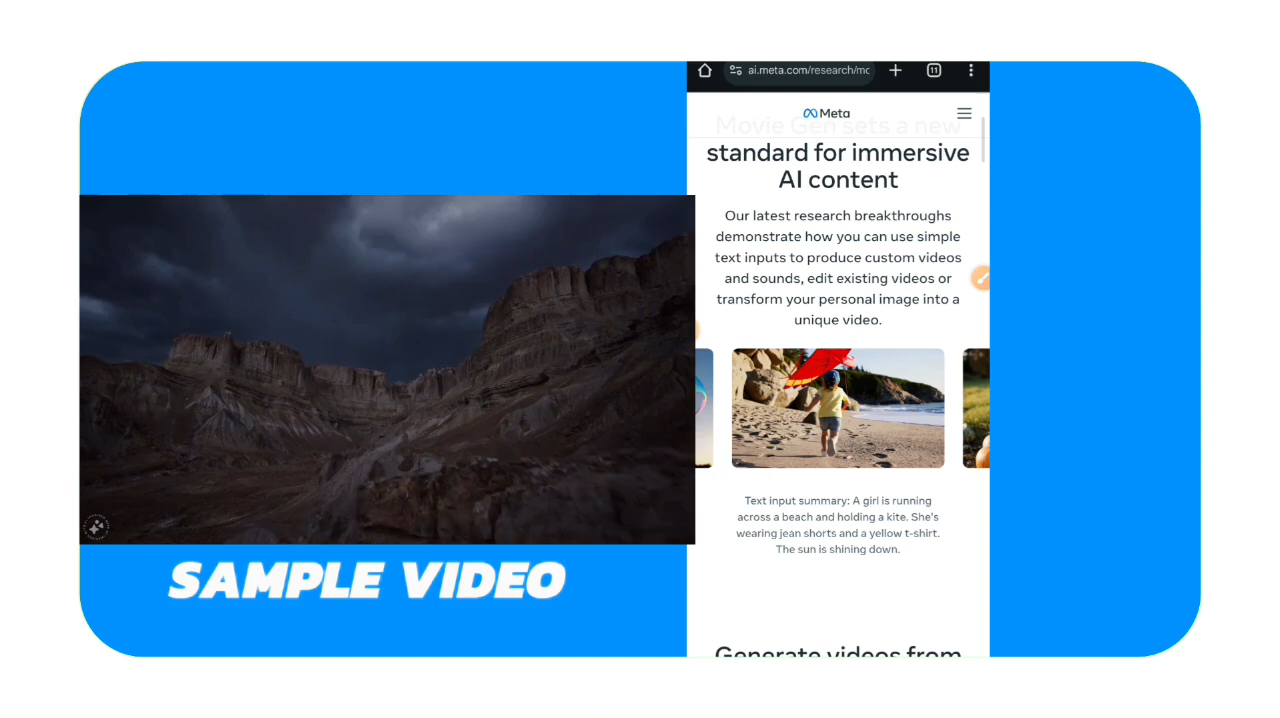 ai.meta.com/research/mo
11
Meta
Movie Gen sets a new
standard for immersive
AI content
Our latest research breakthroughs
demonstrate how you can use simple
text inputs to produce custom videos
and sounds, edit existing videos or
transform your personal image into a
unique video.
Text input summary: A girl is running
across a beach and holding a kite. She's
wearing jean shorts and a yellow t-shirt.
The sun is shining down.
Generate videos from
SAMPLE VIDEO